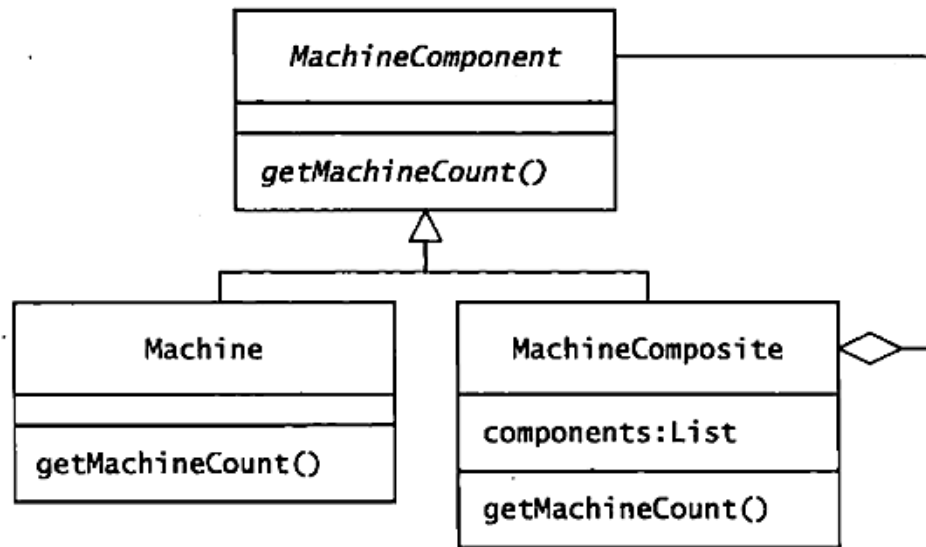 MachineComponent
getMachineCount()
Machine
getMachineCount()
MachineComposite
components:List
getMachineCount()